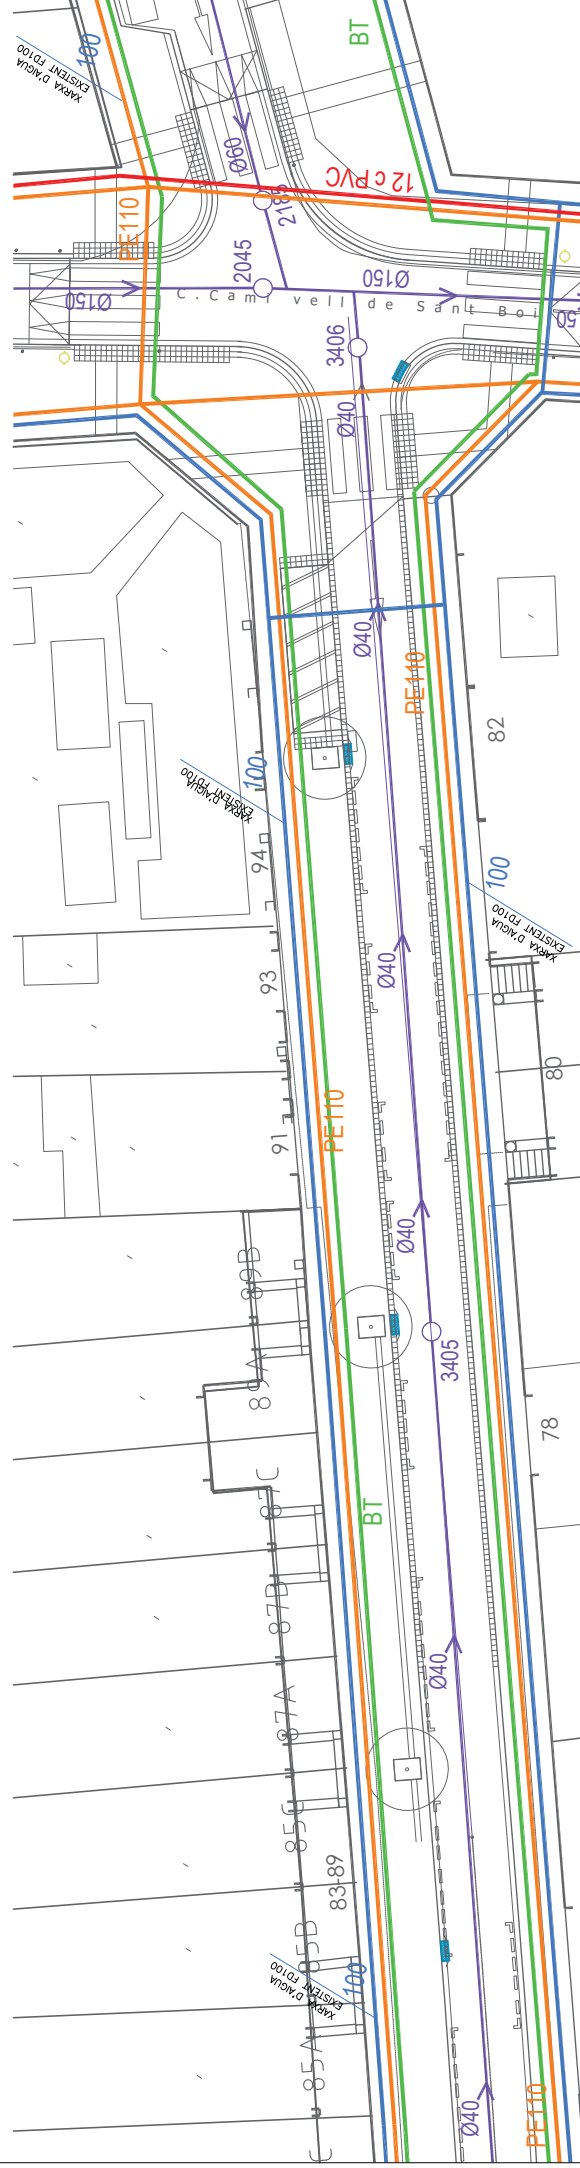 BT
100
XARXA D'AIGUA
EXISTENT FD100
Ø60
12 c PVC
2185
PE110
2045
Ø150
Ø150
C. Camí vell de Sant Boi
3406
Ø40
Ø40
PE110
82
100
XARXA D'AIGUA
EXISTENT FD100
94
100
XARXA D'AIGUA
EXISTENT FD100
Ø40
93
80
PE110
91
Ø40
89B
3405
78
BT
87B
Ø40
87A
85C
83-89
85B
100
XARXA D'AIGUA
EXISTENT FD100
85A
Ø40
PE110